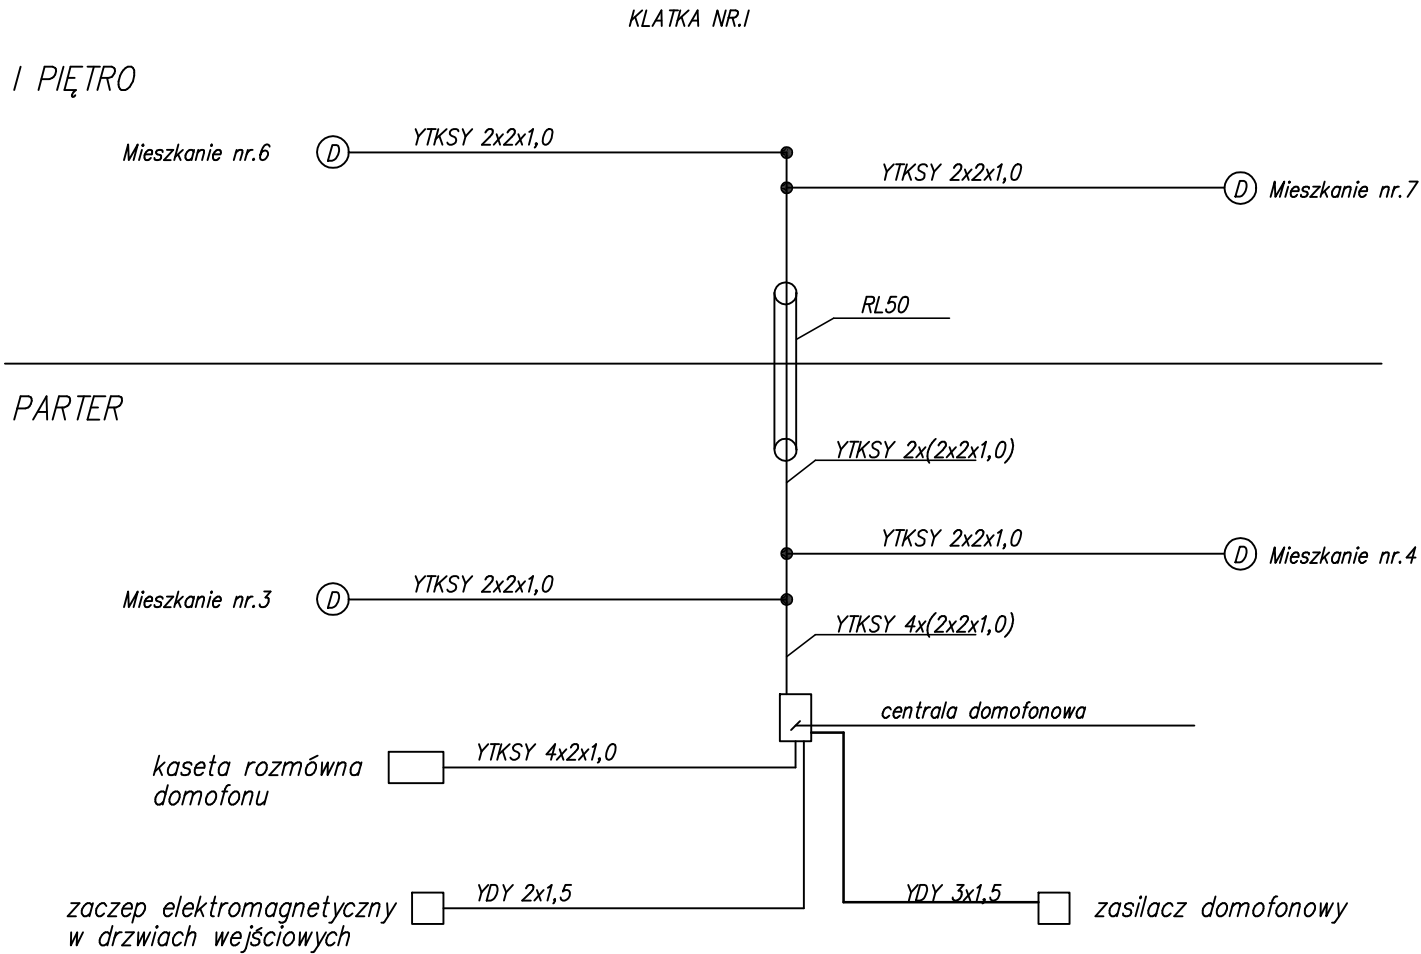 KLATKA NR.I
I PIĘTRO
Mieszkanie nr.6
D
YTKSY 2x2x1,0
YTKSY 2x2x1,0
D
Mieszkanie nr.7
RL50
PARTER
YTKSY 2x(2x2x1,0)
YTKSY 2x2x1,0
D
Mieszkanie nr.4
Mieszkanie nr.3
D
YTKSY 2x2x1,0
YTKSY 4x(2x2x1,0)
centrala domofonowa
kaseta rozmówna
domofonu
YTKSY 4x2x1,0
zaczep elektromagnetyczny
w drzwiach wejściowych
YDY 2x1,5
YDY 3x1,5
zasilacz domofonowy